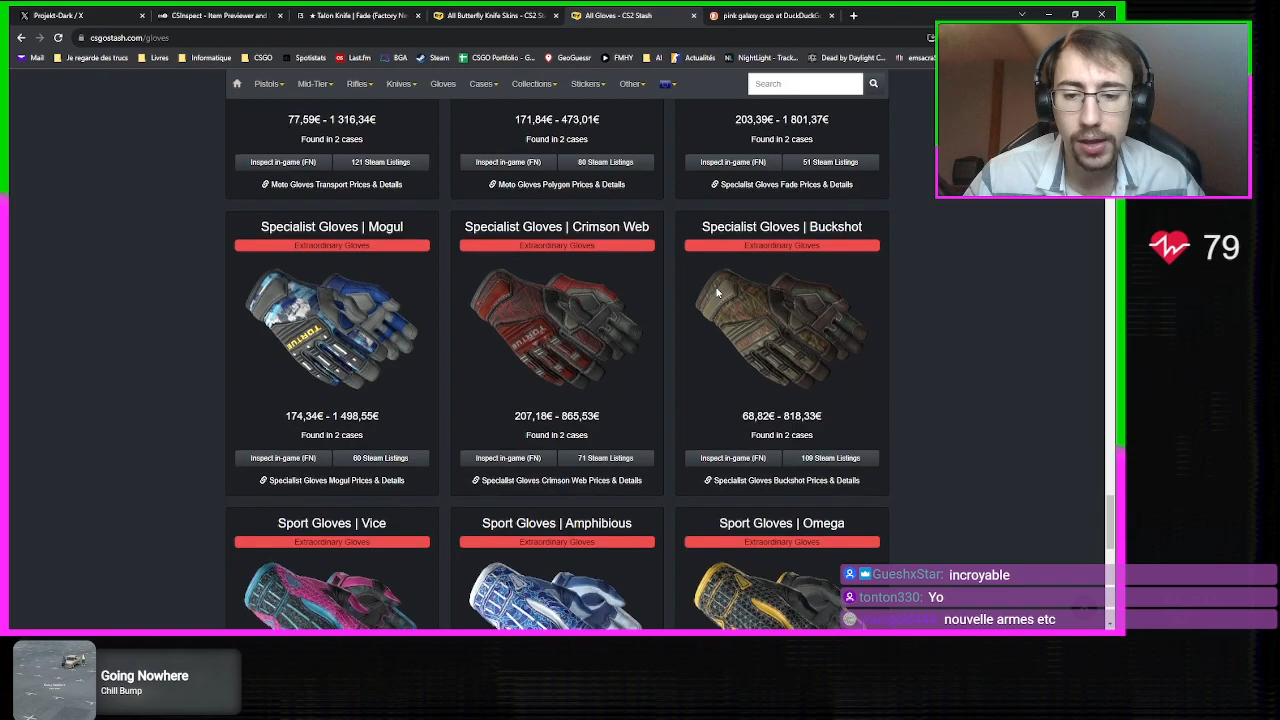 Projekt-Dark / X
CSInspect - Item Previewer and
★ Talon Knife | Fade (Factory Ne
All Butterfly Knife Skins - CS2 St
All Gloves - CS2 Stash
pink galaxy csgo at DuckDuckG
csgostash.com/gloves
Mail
Je regarde des trucs
Livres
Informatique
CSGO
Spotistats
Last.fm
BGA
Steam
CSGO Portfolio - G...
GeoGuessr
FMHY
AI
Actualités
NightLight - Track...
Dead by Daylight C...
emsacraS
Pistols
Mid-Tier
Rifles
Knives
Gloves
Cases
Collections
Stickers
Other
Search
77,59€ - 1 316,34€
171,84€ - 473,01€
203,39€ - 1 801,37€
Found in 2 cases
Found in 2 cases
Found in 2 cases
Inspect in-game (FN)
121 Steam Listings
Inspect in-game (FN)
80 Steam Listings
Inspect in-game (FN)
51 Steam Listings
Moto Gloves Transport Prices & Details
Moto Gloves Polygon Prices & Details
Specialist Gloves Fade Prices & Details
Specialist Gloves | Mogul
Specialist Gloves | Crimson Web
Specialist Gloves | Buckshot
Extraordinary Gloves
Extraordinary Gloves
Extraordinary Gloves
174,34€ - 1 498,55€
207,18€ - 865,53€
68,82€ - 818,33€
Found in 2 cases
Found in 2 cases
Found in 2 cases
Inspect in-game (FN)
60 Steam Listings
Inspect in-game (FN)
71 Steam Listings
Inspect in-game (FN)
109 Steam Listings
Specialist Gloves Mogul Prices & Details
Specialist Gloves Crimson Web Prices & Details
Specialist Gloves Buckshot Prices & Details
Sport Gloves | Vice
Sport Gloves | Amphibious
Sport Gloves | Omega
Extraordinary Gloves
Extraordinary Gloves
Extraordinary Gloves
79
GueshxStar: incroyable
tonton330: Yo
nouvelle armes etc
Going Nowhere
Chill Bump